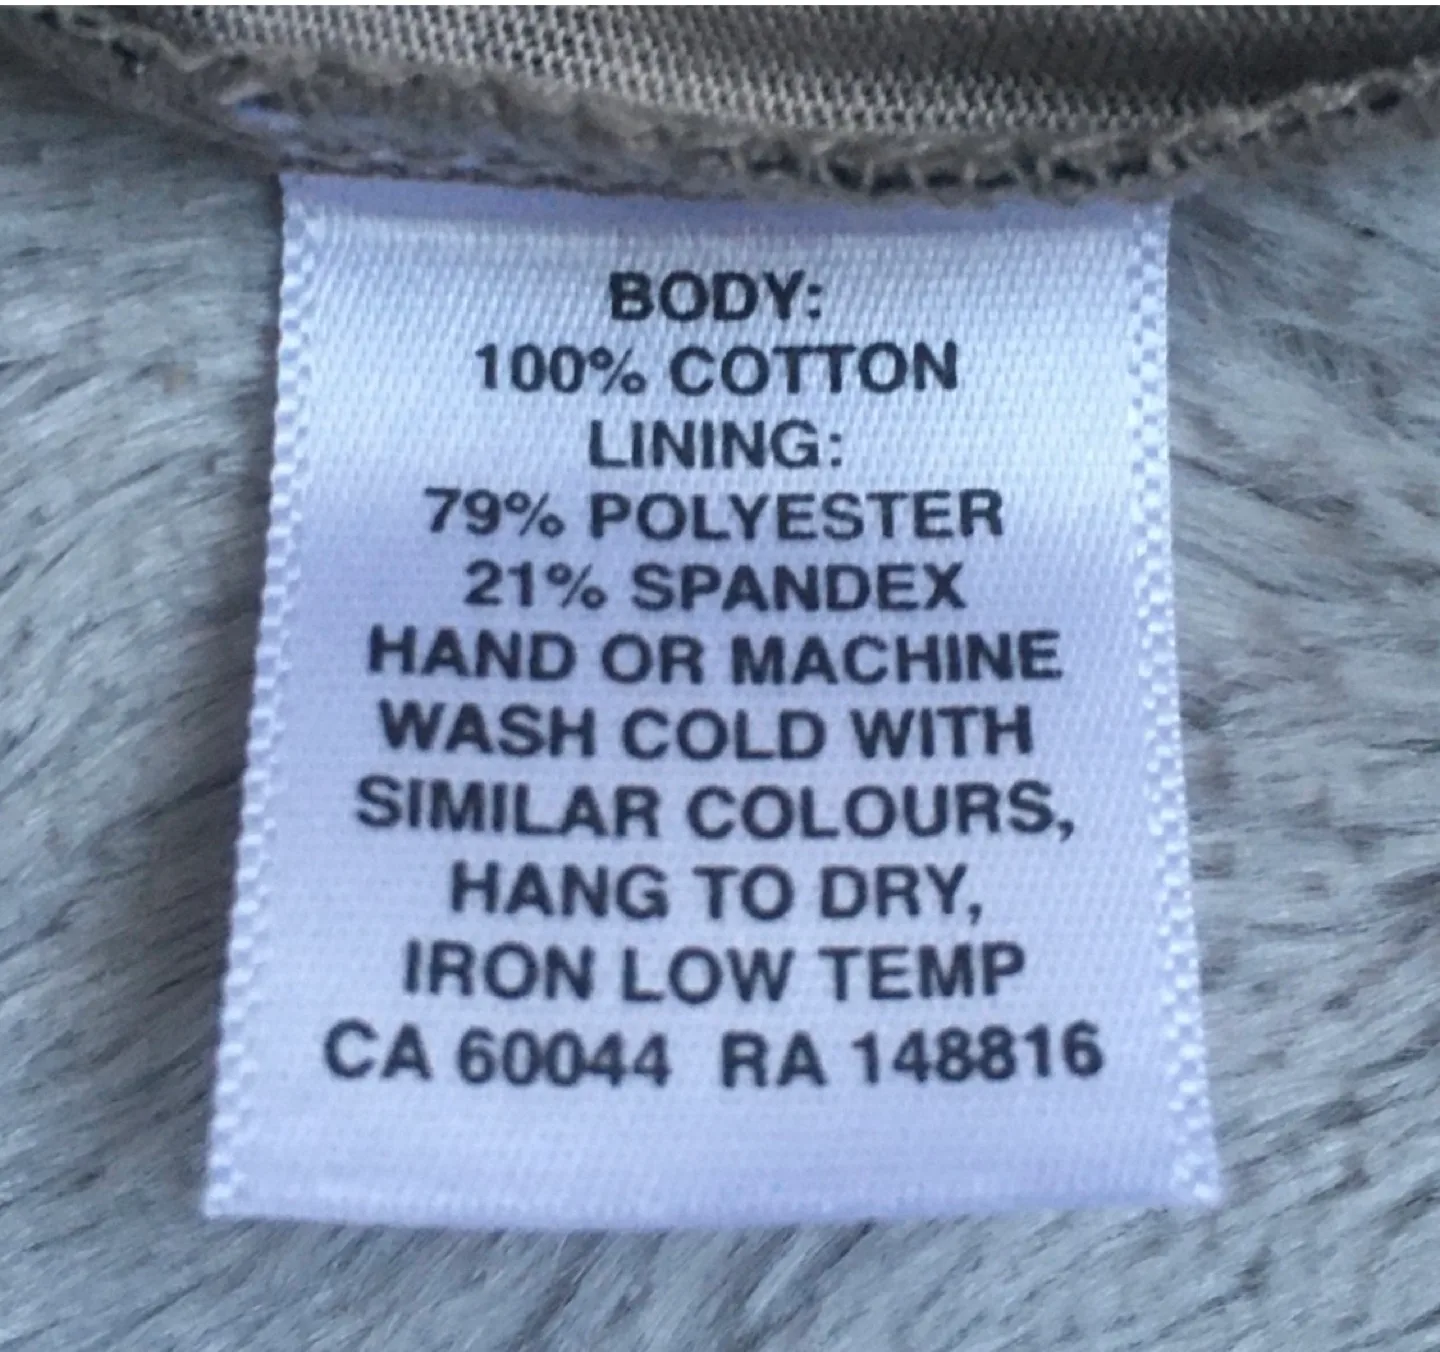 BODY:
100% COTTON
LINING:
79% POLYESTER
21% SPANDEX
HAND OR MACHINE
WASH COLD WITH
SIMILAR COLOURS,
HANG TO DRY,
IRON LOW TEMP
CA 60044 RA 148816